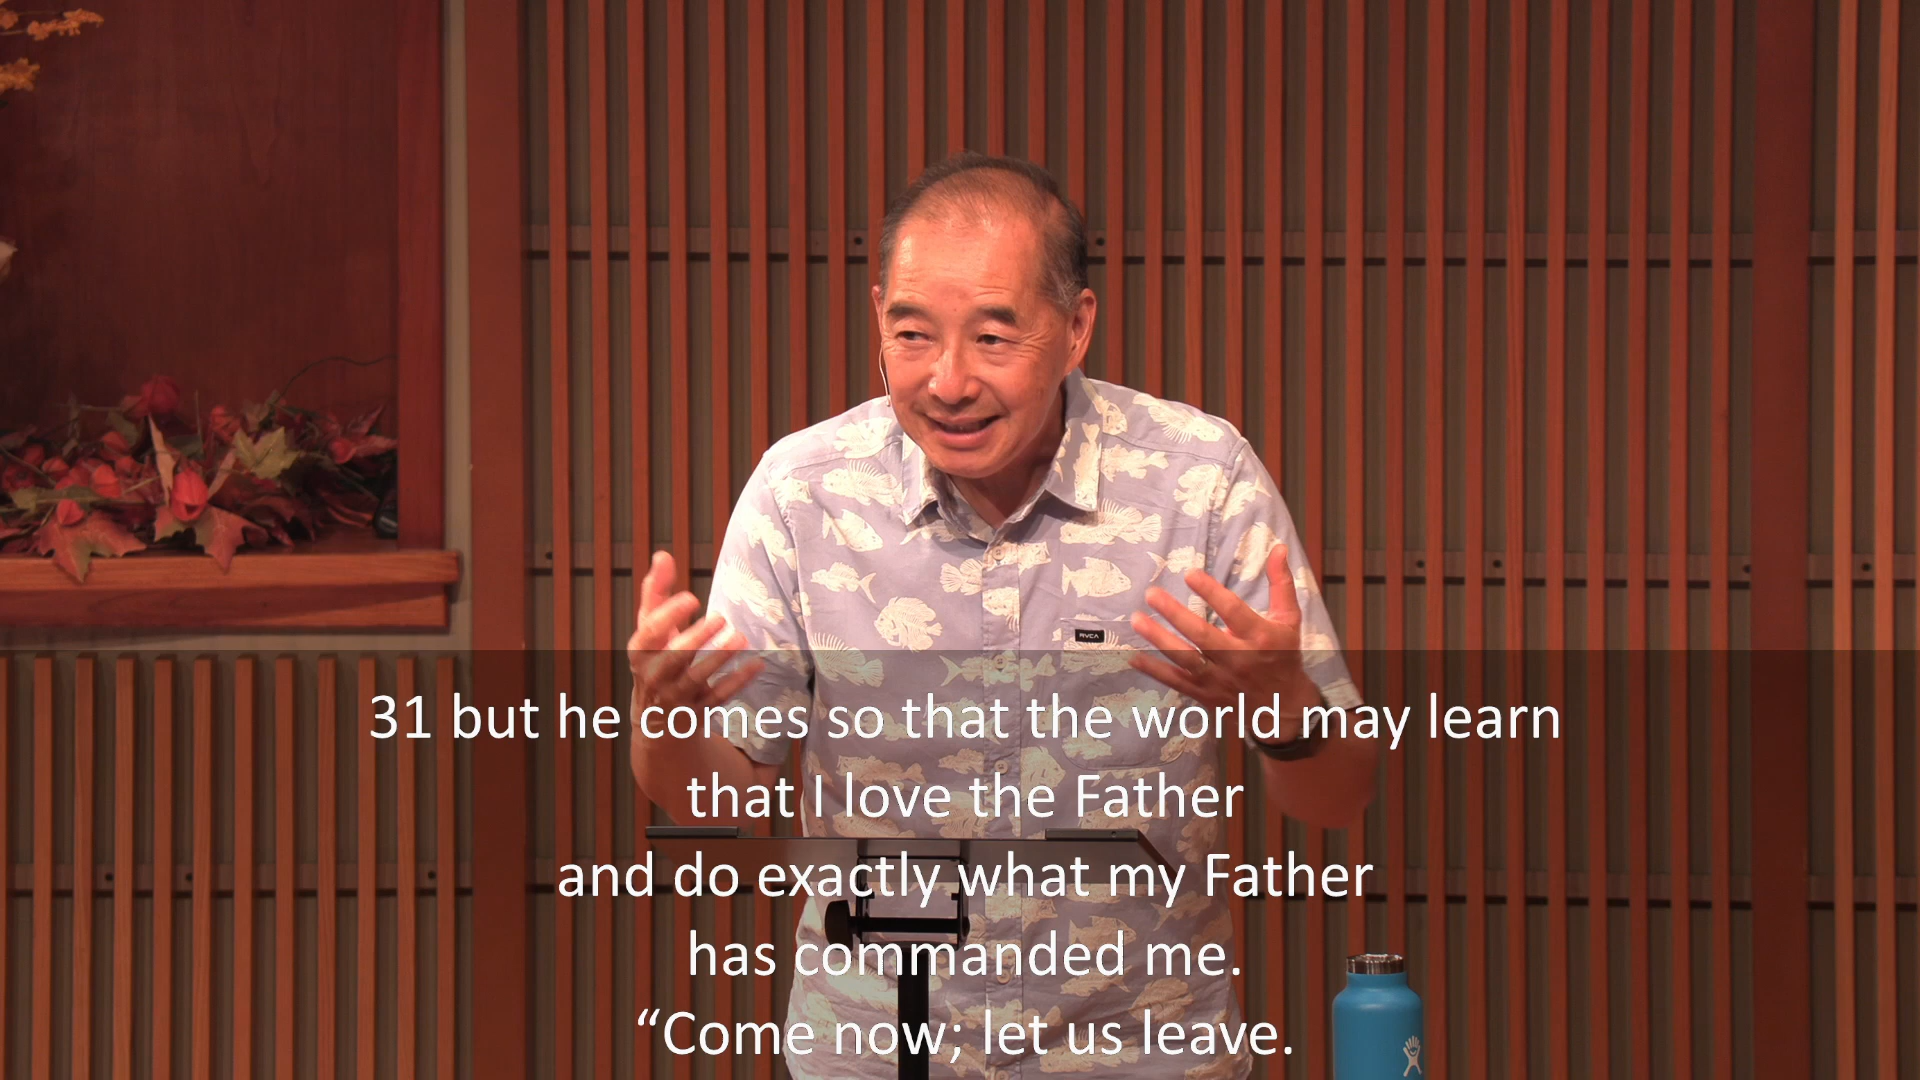 RVCA
31 but he comes so that the world may learn
that I love the Father
and do exactly what my Father
has commanded me.
“Come now; let us leave.